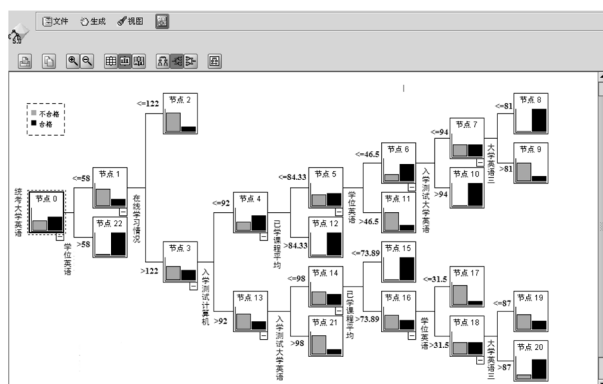 文件
生成
视图
不合格
合格
统考大学英语
节点 0
学位英语
<=58
节点 1
>58
节点 22
在线学习情况
<=122
节点 2
>122
节点 3
入学测试计算机
<=92
节点 4
>92
节点 13
已学课程平均
<=84.33
节点 5
>84.33
节点 12
学位英语
<=46.5
节点 6
>46.5
节点 11
入学测试大学英语
<=94
节点 7
>94
节点 10
大学英语三
<=81
节点 8
>81
节点 9
入学测试大学英语
<=98
节点 14
>98
节点 21
已学课程平均
<=73.89
节点 15
>73.89
节点 16
学位英语
<=31.5
节点 17
>31.5
节点 18
大学英语三
<=87
节点 19
>87
节点 20